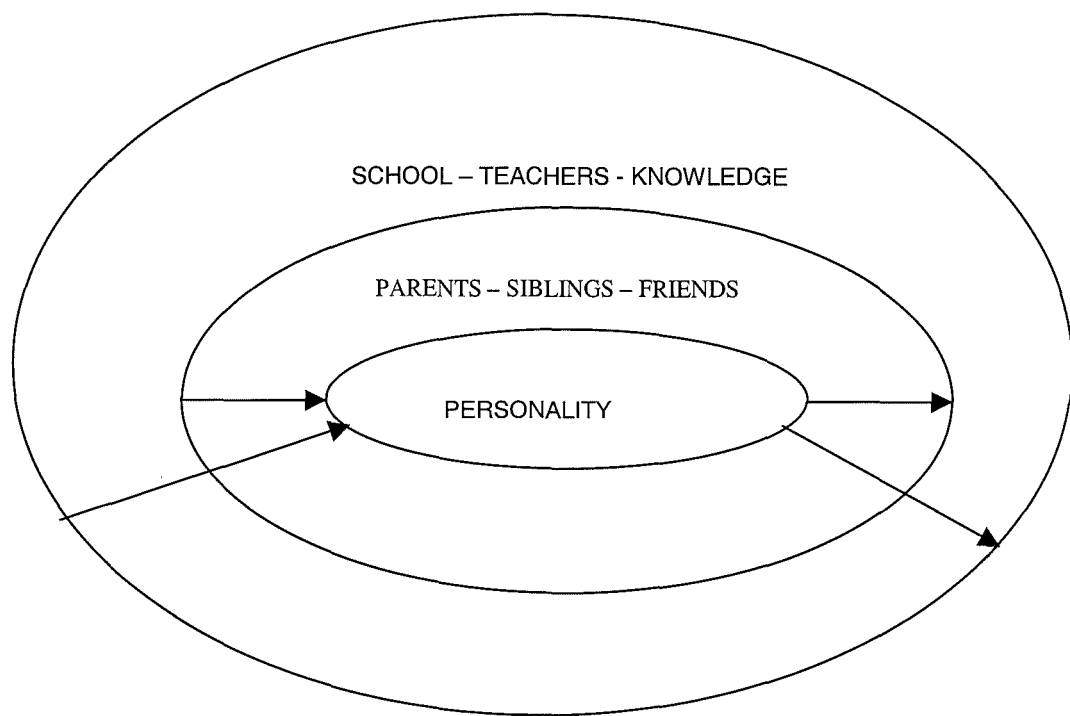 SCHOOL – TEACHERS - KNOWLEDGE
PARENTS – SIBLINGS – FRIENDS
PERSONALITY